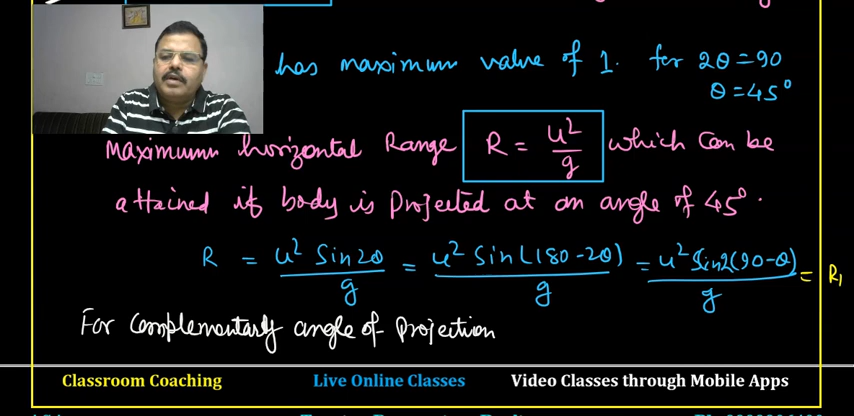 has maximum value of 1. for 2θ = 90
θ = 45°
Maximum horizontal Range R = u²/g which can be
attained if body is projected at an angle of 45°.
R = u² Sin2θ/g = u² Sin(180-2θ)/g = u² Sin2(90-θ)/g = R₁
For Complementary angle of Projection
Classroom Coaching Live Online Classes Video Classes through Mobile Apps